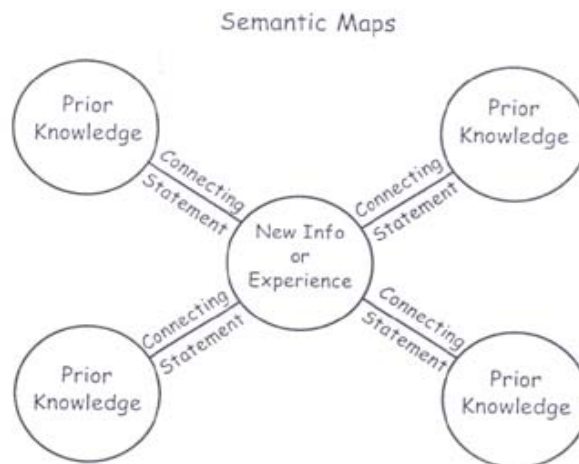 Semantic Maps
Prior
Knowledge
Prior
Knowledge
Connecting
Statement
Connecting
Statement
New Info
or
Experience
Connecting
Statement
Connecting
Statement
Prior
Knowledge
Prior
Knowledge